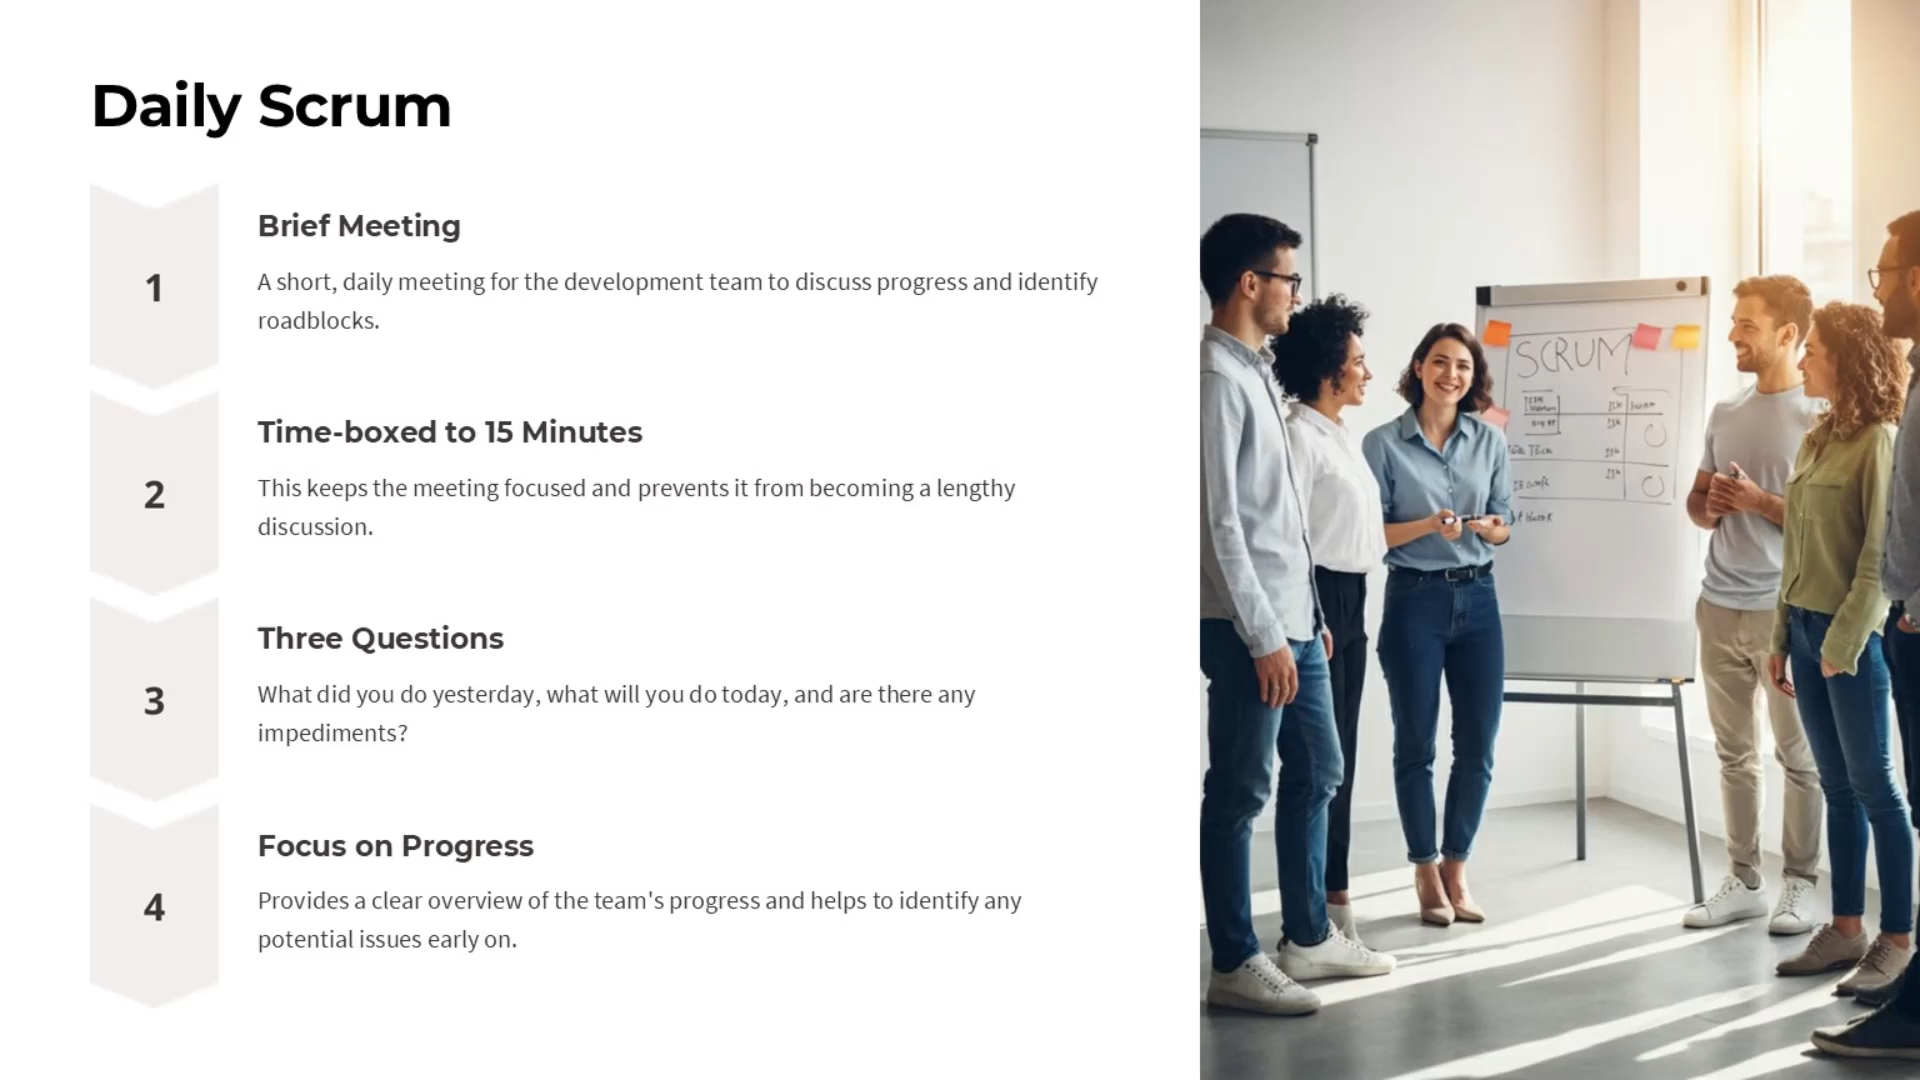 Daily Scrum
1
Brief Meeting
A short, daily meeting for the development team to discuss progress and identify
roadblocks.
2
Time-boxed to 15 Minutes
This keeps the meeting focused and prevents it from becoming a lengthy
discussion.
3
Three Questions
What did you do yesterday, what will you do today, and are there any
impediments?
4
Focus on Progress
Provides a clear overview of the team's progress and helps to identify any
potential issues early on.
SCRUM